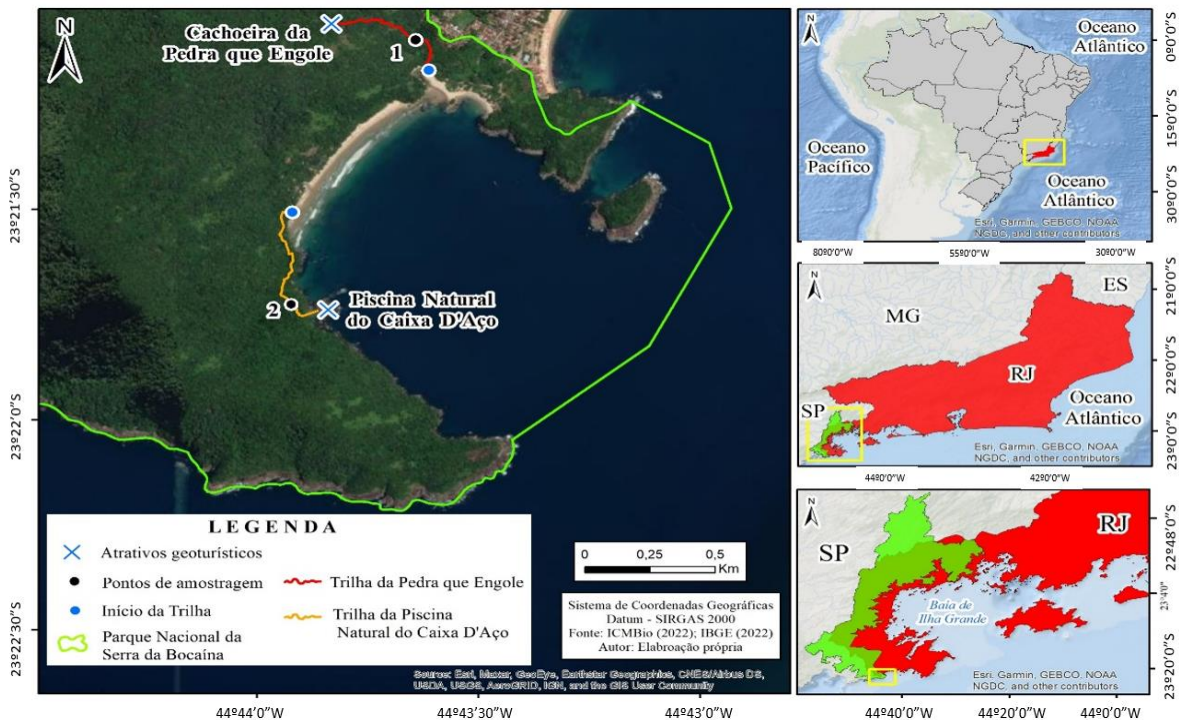 N
Cachoeira da
Pedra que Engole
1
2
Piscina Natural
do Caixa D'Aço
23º21'30"S
23º22'0"S
23º22'30"S
44º44'0"W
44º43'30"W
44º43'0"W
LEGENDA
Atrativos geoturísticos
Pontos de amostragem
Início da Trilha
Parque Nacional da
Serra da Bocaína
Trilha da Pedra que Engole
Trilha da Piscina
Natural do Caixa D'Aço
0 0,25 0,5
Km
Sistema de Coordenadas Geográficas
Datum - SIRGAS 2000
Fonte: ICMBio (2022); IBGE (2022)
Autor: Elabroação própria
Source: Esri, Maxar, GeoEye, Earthstar Geographics, CNES/Airbus DS,
USDA, USGS, AeroGRID, IGN, and the GIS User Community
N
Oceano
Atlântico
Oceano
Pacífico
Oceano
Atlântico
Esri, Garmin, GEBCO, NOAA
NGDC, and other contributors
0º0'0"S
15º0'0"S
30º0'0"S
80º0'0"W
55º0'0"W
30º0'0"W
N
ES
MG
RJ
SP
Oceano
Atlântico
Esri, Garmin, GEBCO, NOAA
NGDC, and other contributors
21º0'0"S
22º0'0"S
23º0'0"S
44º0'0"W
42º0'0"W
N
RJ
SP
Baía de
Ilha Grande
Esri, Garmin, GEBCO, NOAA
NGDC, and other contributors
22º48'0"S
23º4'0"S
23º20'0"S
44º40'0"W
44º20'0"W
44º0'0"W